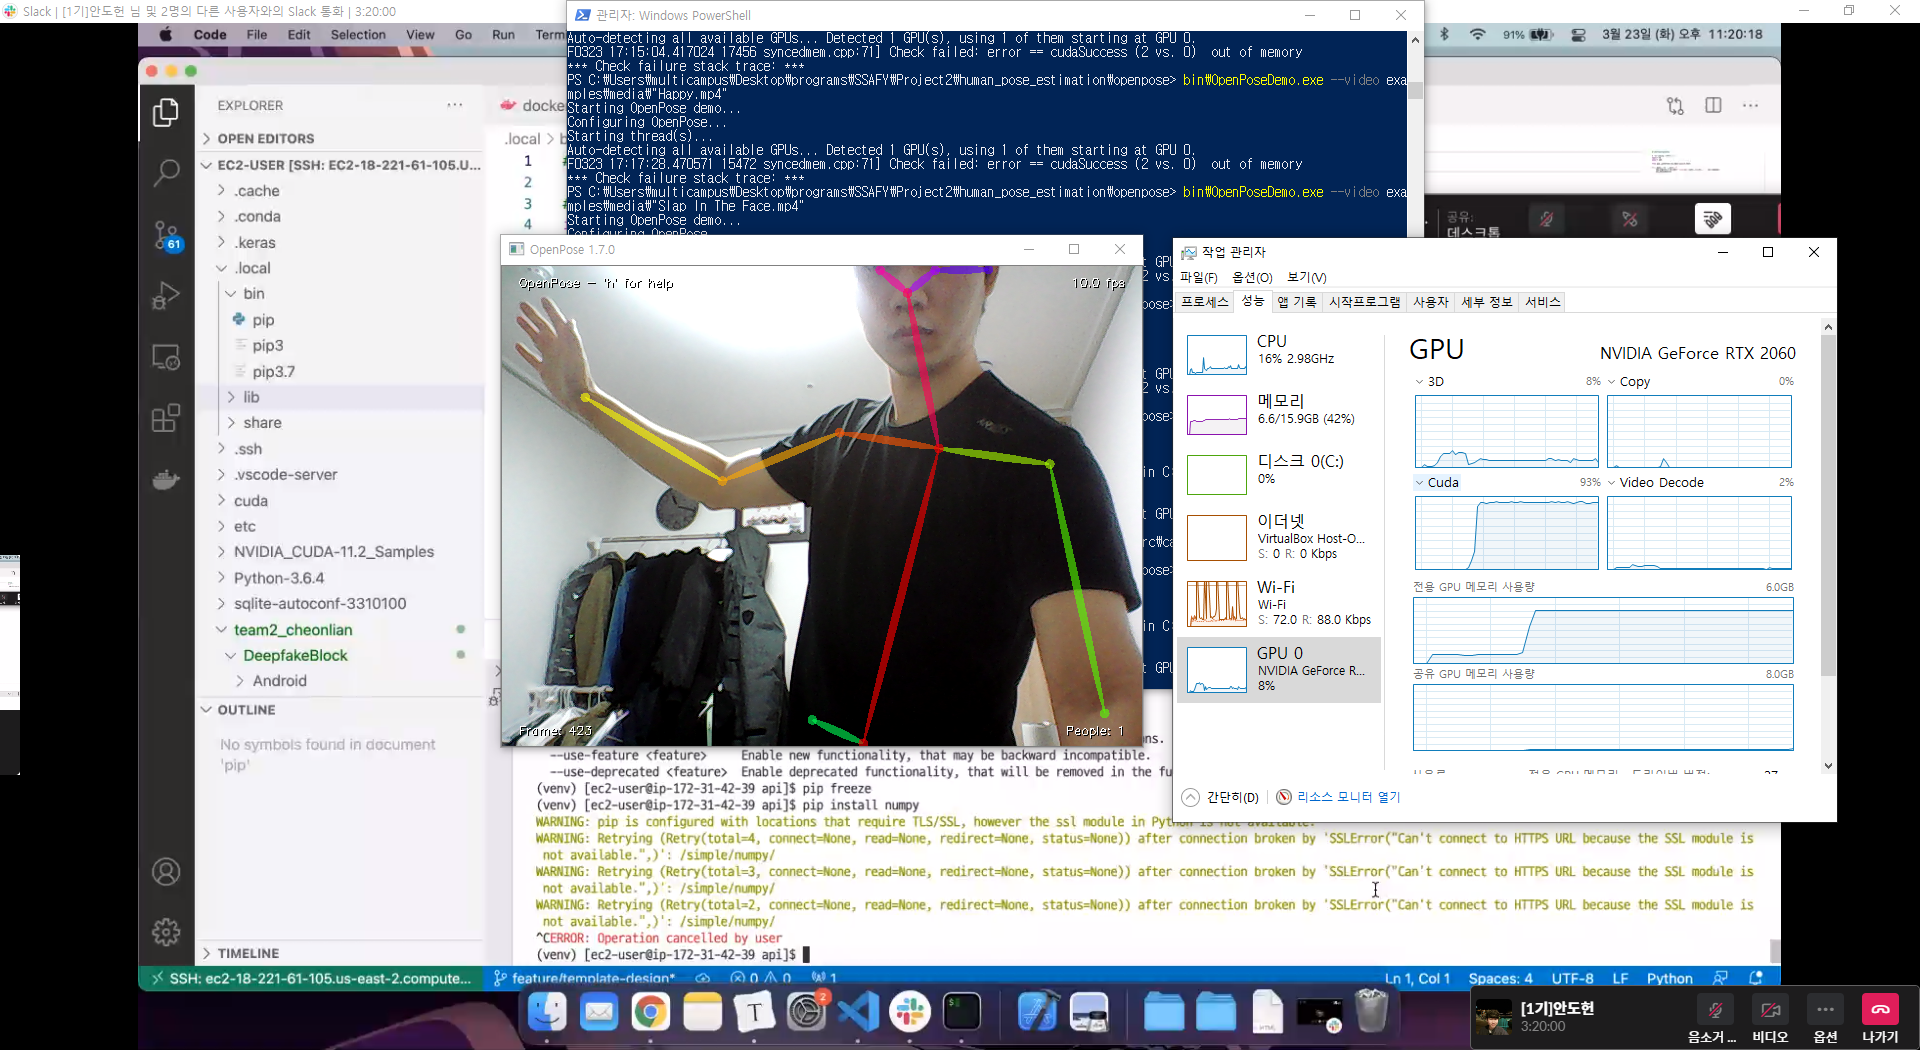 Slack | [1기]안도헌 님 및 2명의 다른 사용자와의 Slack 통화 | 3:20:00
Code File Edit Selection View Go Run Term
91% 3월 23일 (화) 오후 11:20:18
관리자: Windows PowerShell
Auto-detecting all available GPUs... Detected 1 GPU(s), using 1 of them starting at GPU 0.
F0323 17:15:04.417024 17456 syncedmem.cpp:71] Check failed: error == cudaSuccess (2 vs. 0)  out of memory
*** Check failure stack trace: ***
PS C:₩Users₩multicampus₩Desktop₩programs₩SSAFY₩Project2₩human_pose_estimation₩openpose> bin₩OpenPoseDemo.exe --video exa
mples₩media₩"Happy.mp4"
Starting OpenPose demo...
Configuring OpenPose...
Starting thread(s)...
Auto-detecting all available GPUs... Detected 1 GPU(s), using 1 of them starting at GPU 0.
F0323 17:17:28.470571 15472 syncedmem.cpp:71] Check failed: error == cudaSuccess (2 vs. 0)  out of memory
*** Check failure stack trace: ***
PS C:₩Users₩multicampus₩Desktop₩programs₩SSAFY₩Project2₩human_pose_estimation₩openpose> bin₩OpenPoseDemo.exe --video exa
mples₩media₩"Slap In The Face.mp4"
Starting OpenPose demo...
Configuring OpenPose
EXPLORER
OPEN EDITORS
EC2-USER [SSH: EC2-18-221-61-105.U...
.cache
.conda
.keras
.local
bin
pip
pip3
pip3.7
lib
share
.ssh
.vscode-server
cuda
etc
NVIDIA_CUDA-11.2_Samples
Python-3.6.4
sqlite-autoconf-3310100
team2_cheonlian
DeepfakeBlock
Android
OUTLINE
No symbols found in document
'pip'
TIMELINE
61
docke
.local > b
1
2
3
4
공유:
데스크톱
OpenPose 1.7.0
OpenPose - 'h' for help
10.0 fps
Frame: 423
People: 1
작업 관리자
파일(F) 옵션(O) 보기(V)
프로세스 성능 앱 기록 시작프로그램 사용자 세부 정보 서비스
CPU
16% 2.98GHz
메모리
6.6/15.9GB (42%)
디스크 0(C:)
0%
이더넷
VirtualBox Host-O...
S: 0 R: 0 Kbps
Wi-Fi
Wi-Fi
S: 72.0 R: 88.0 Kbps
GPU 0
NVIDIA GeForce R...
8%
GPU NVIDIA GeForce RTX 2060
3D 8% Copy 0%
Cuda 93% Video Decode 2%
전용 GPU 메모리 사용량 6.0GB
공유 GPU 메모리 사용량 8.0GB
간단히(D) 리소스 모니터 열기
ons.
--use-feature <feature>  Enable new functionality, that may be backward incompatible.
--use-deprecated <feature>  Enable deprecated functionality, that will be removed in the fu
(venv) [ec2-user@ip-172-31-42-39 api]$ pip freeze
(venv) [ec2-user@ip-172-31-42-39 api]$ pip install numpy
WARNING: pip is configured with locations that require TLS/SSL, however the ssl module in Python is not available.
WARNING: Retrying (Retry(total=4, connect=None, read=None, redirect=None, status=None)) after connection broken by 'SSLError("Can't connect to HTTPS URL because the SSL module is
not available.",)': /simple/numpy/
WARNING: Retrying (Retry(total=3, connect=None, read=None, redirect=None, status=None)) after connection broken by 'SSLError("Can't connect to HTTPS URL because the SSL module is
not available.",)': /simple/numpy/
WARNING: Retrying (Retry(total=2, connect=None, read=None, redirect=None, status=None)) after connection broken by 'SSLError("Can't connect to HTTPS URL because the SSL module is
not available.",)': /simple/numpy/
^CERROR: Operation cancelled by user
(venv) [ec2-user@ip-172-31-42-39 api]$
SSH: ec2-18-221-61-105.us-east-2.compute... feature/template-design* 0 0 1 Ln 1, Col 1 Spaces: 4 UTF-8 LF Python
2
[1기]안도헌
3:20:00
음소거 ... 비디오 옵션 나가기